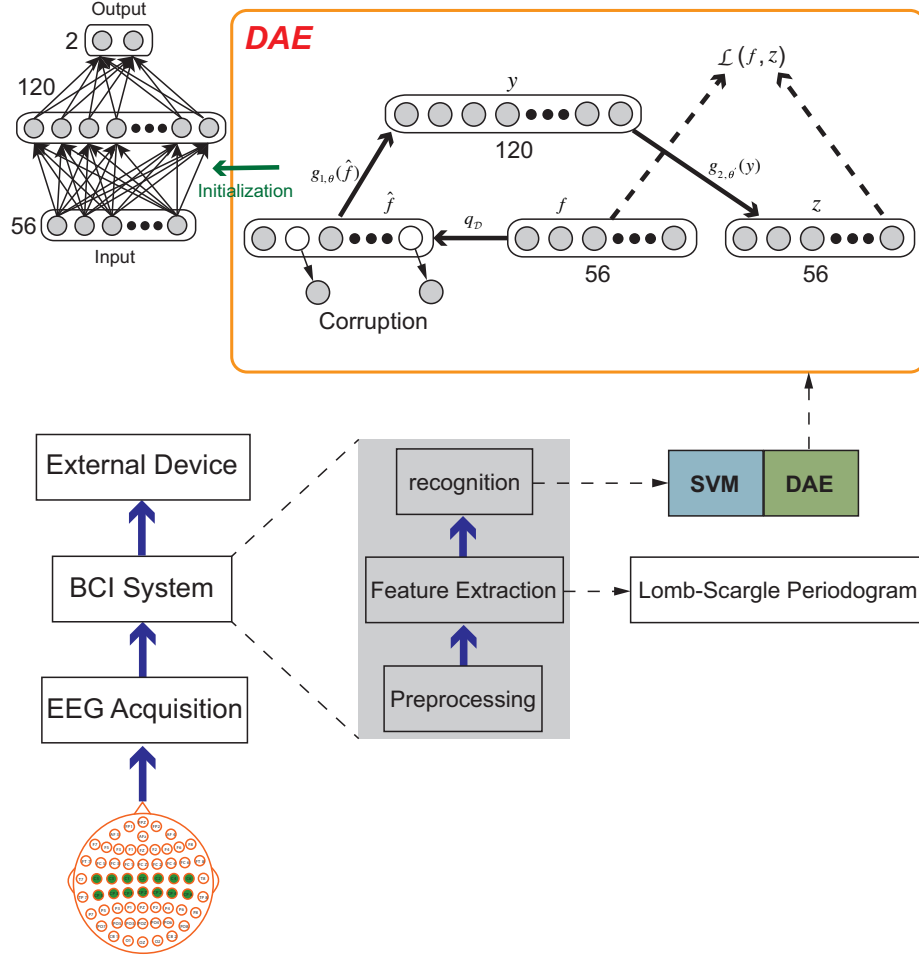 Output
2
120
56
Input
Initialization
DAE
ℒ (f, z)
y
120
g₁,θ(f̂)
g₂,θ′(y)
f̂
q𝒟
f
z
56
56
Corruption
External Device
BCI System
EEG Acquisition
recognition
Feature Extraction
Preprocessing
SVM
DAE
Lomb-Scargle Periodogram